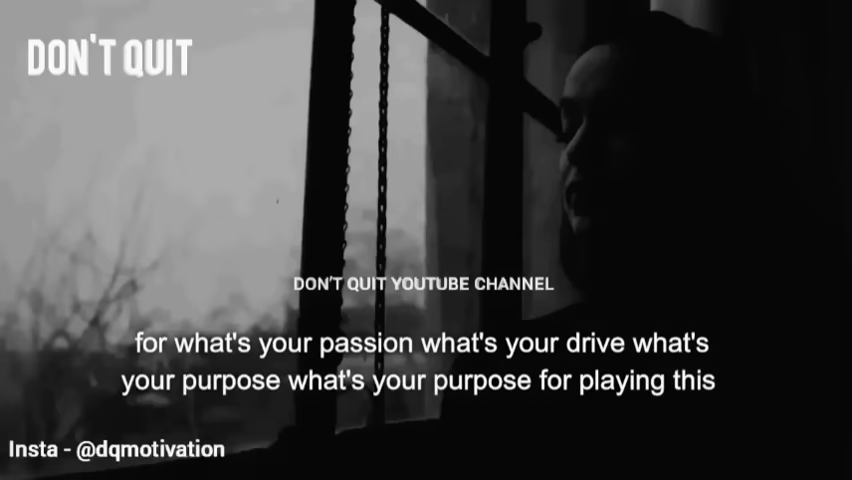 DON'T QUIT
DON'T QUIT YOUTUBE CHANNEL
for what's your passion what's your drive what's
your purpose what's your purpose for playing this
Insta - @dqmotivation